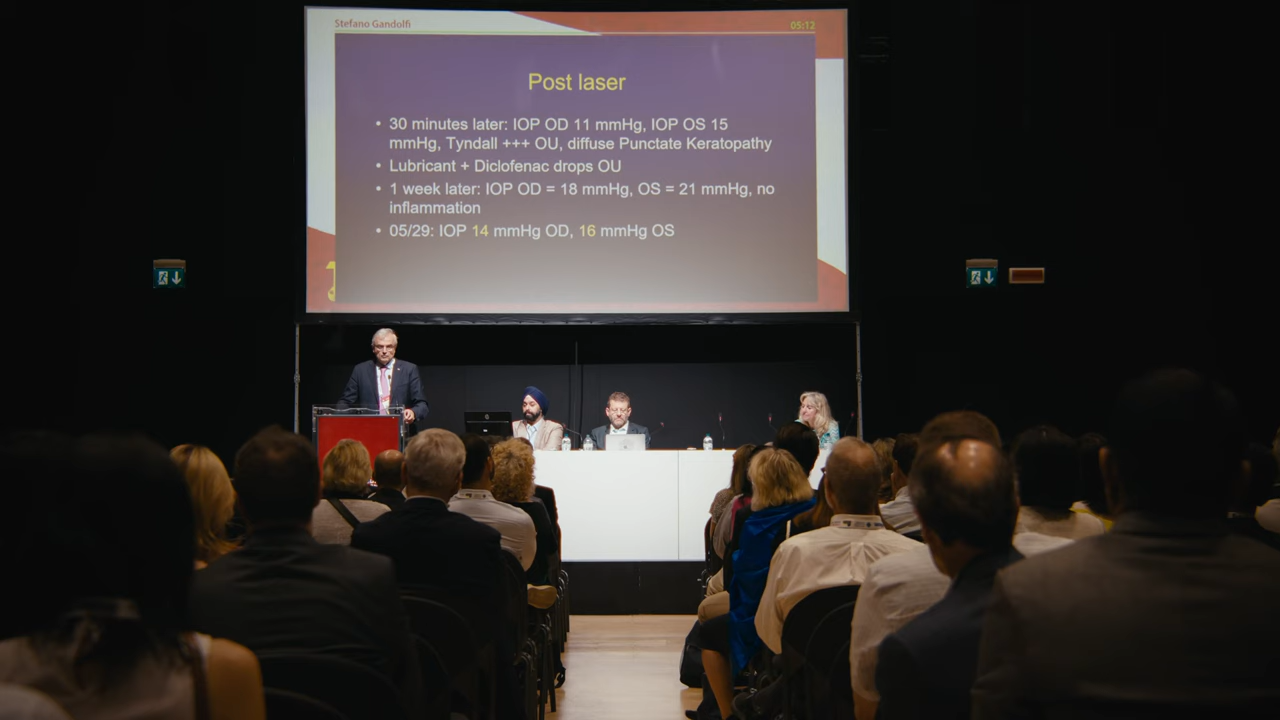 Stefano Gandolfi
05:12
Post laser
• 30 minutes later: IOP OD 11 mmHg, IOP OS 15
mmHg, Tyndall +++ OU, diffuse Punctate Keratopathy
• Lubricant + Diclofenac drops OU
• 1 week later: IOP OD = 18 mmHg, OS = 21 mmHg, no
inflammation
• 05/29: IOP 14 mmHg OD, 16 mmHg OS